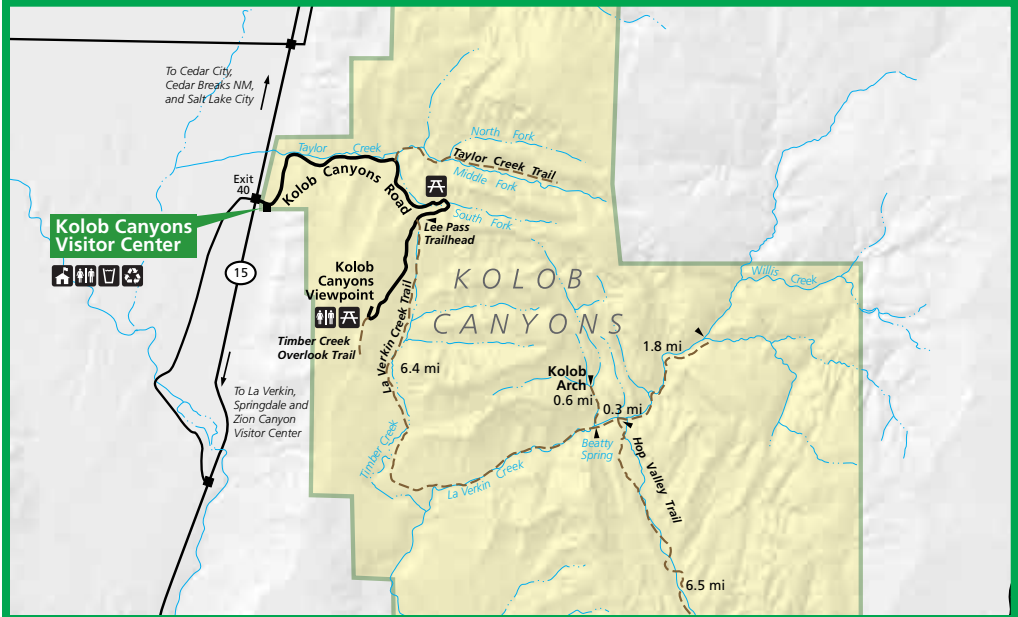 To Cedar City,
Cedar Breaks NM,
and Salt Lake City
North Fork
Taylor Creek
Taylor Creek Trail
Middle Fork
Exit
40
Kolob Canyons Road
South Fork
Kolob Canyons
Visitor Center
Lee Pass
Trailhead
15
Kolob
Canyons
Viewpoint
KOLOB
CANYONS
Willis Creek
Timber Creek
Overlook Trail
La Verkin Creek Trail
6.4 mi
1.8 mi
Kolob
Arch
0.6 mi
0.3 mi
To La Verkin,
Springdale and
Zion Canyon
Visitor Center
Timber Creek
Beatty
Spring
Hop Valley Trail
La Verkin Creek
6.5 mi